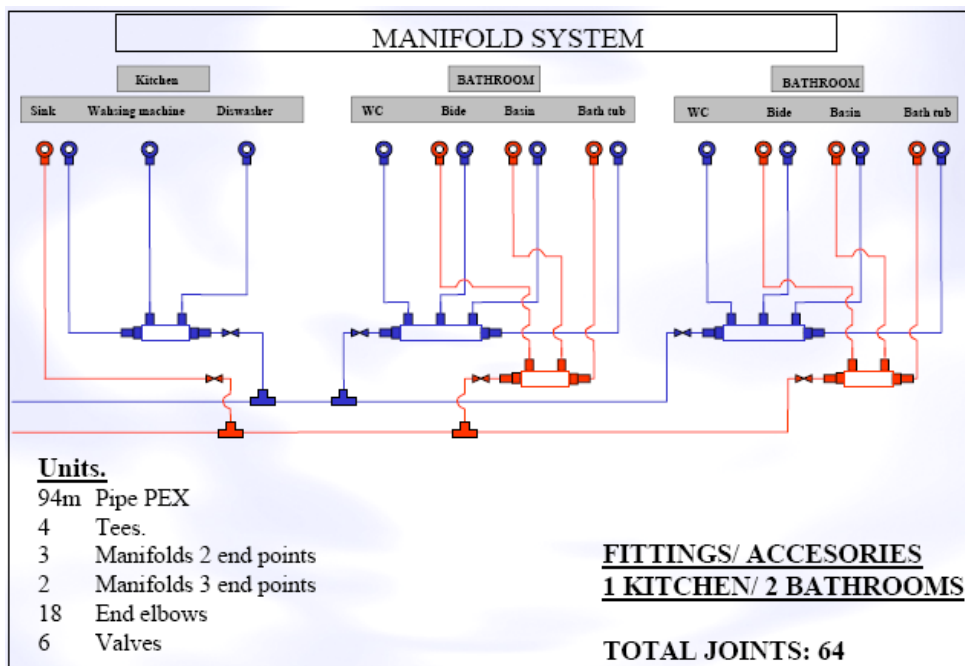 MANIFOLD SYSTEM
Kitchen
BATHROOM
BATHROOM
Sink Wahsing machine Diswasher
WC Bide Basin Bath tub
WC Bide Basin Bath tub
Units.
94m Pipe PEX
4 Tees.
3 Manifolds 2 end points
2 Manifolds 3 end points
18 End elbows
6 Valves
FITTINGS/ ACCESORIES
1 KITCHEN/ 2 BATHROOMS
TOTAL JOINTS: 64